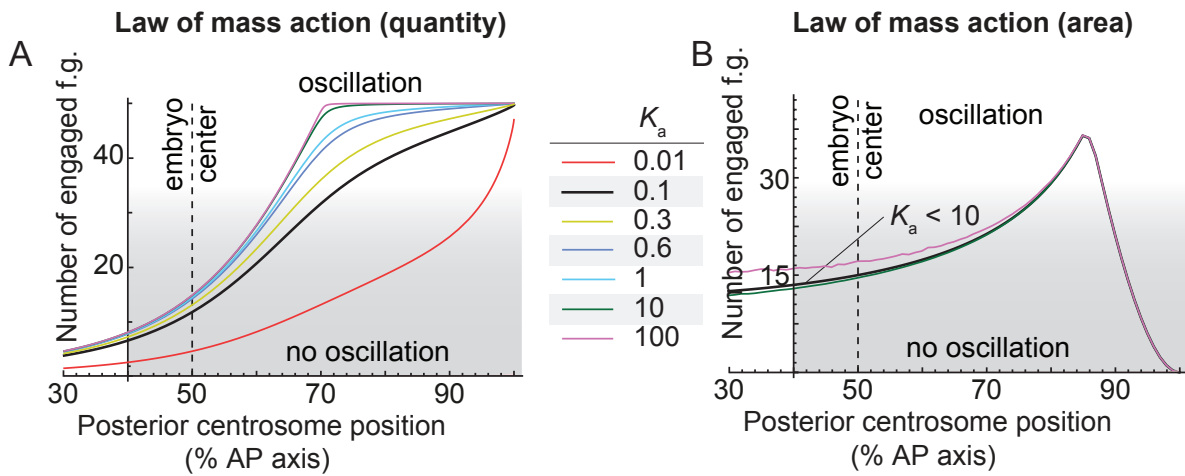 Law of mass action (quantity)
A
Number of engaged f.g.
40
20
embryo
center
oscillation
no oscillation
30 50 70 90
Posterior centrosome position
(% AP axis)
Ka
0.01
0.1
0.3
0.6
1
10
100
Law of mass action (area)
B
Number of engaged f.g.
30
15
embryo
center
oscillation
Ka < 10
no oscillation
30 50 70 90
Posterior centrosome position
(% AP axis)